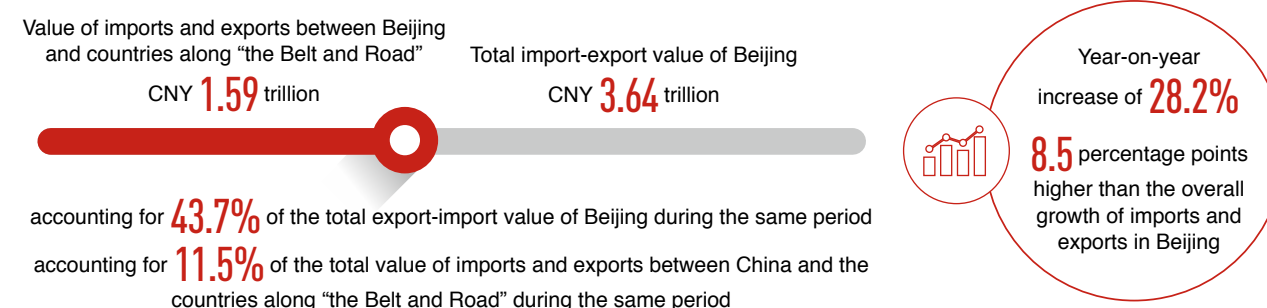 Value of imports and exports between Beijing
and countries along “the Belt and Road”
CNY 1.59 trillion
Total import-export value of Beijing
CNY 3.64 trillion
accounting for 43.7% of the total export-import value of Beijing during the same period
accounting for 11.5% of the total value of imports and exports between China and the
countries along “the Belt and Road” during the same period
Year-on-year
increase of 28.2%
8.5 percentage points
higher than the overall
growth of imports and
exports in Beijing